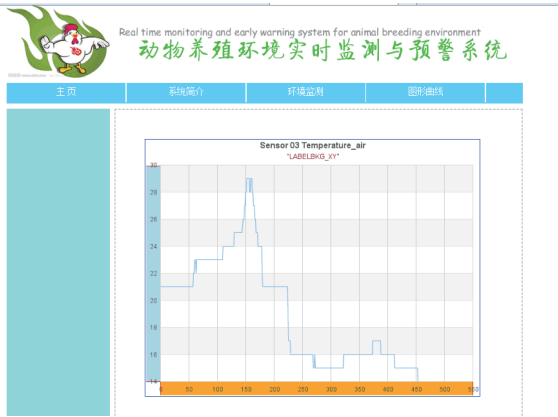 Real time monitoring and early warning system for animal breeding environment
动物养殖环境实时监测与预警系统
主页 系统简介 环境监测 图形曲线
Sensor 03 Temperature_air
"LABELBKG_XY"
30
28
26
24
22
20
18
16
14
0 50 100 150 200 250 300 350 400 450 500 550